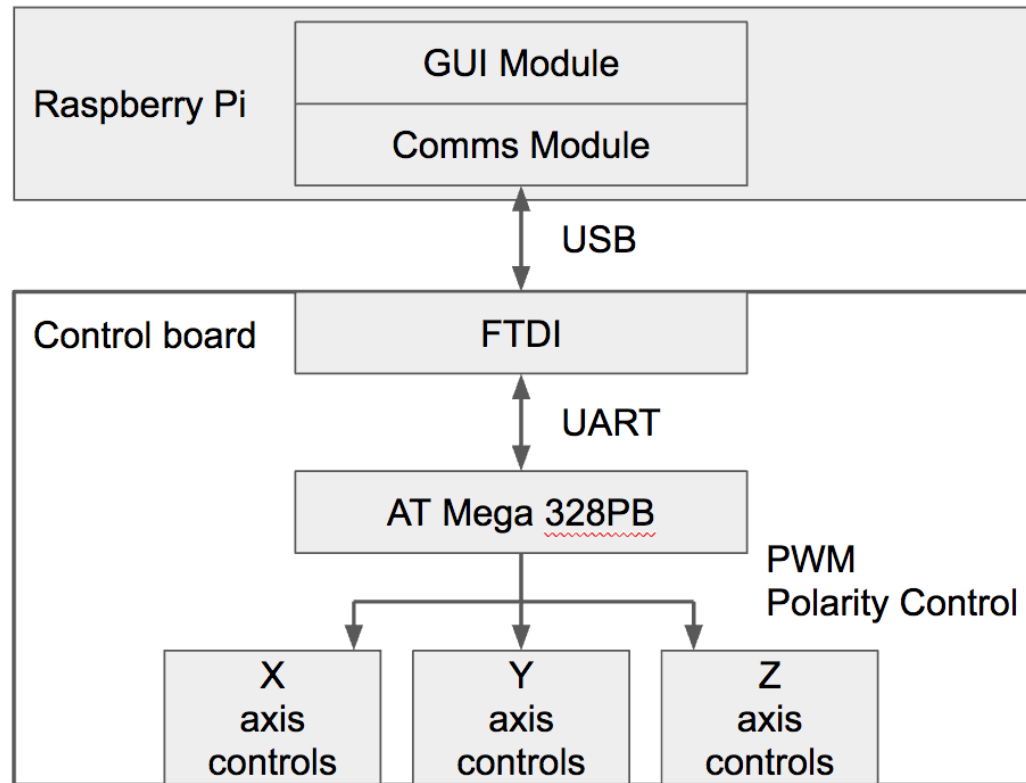 GUI Module
Raspberry Pi
Comms Module
USB
Control board
FTDI
UART
AT Mega 328PB
PWM
Polarity Control
X
axis
controls
Y
axis
controls
Z
axis
controls